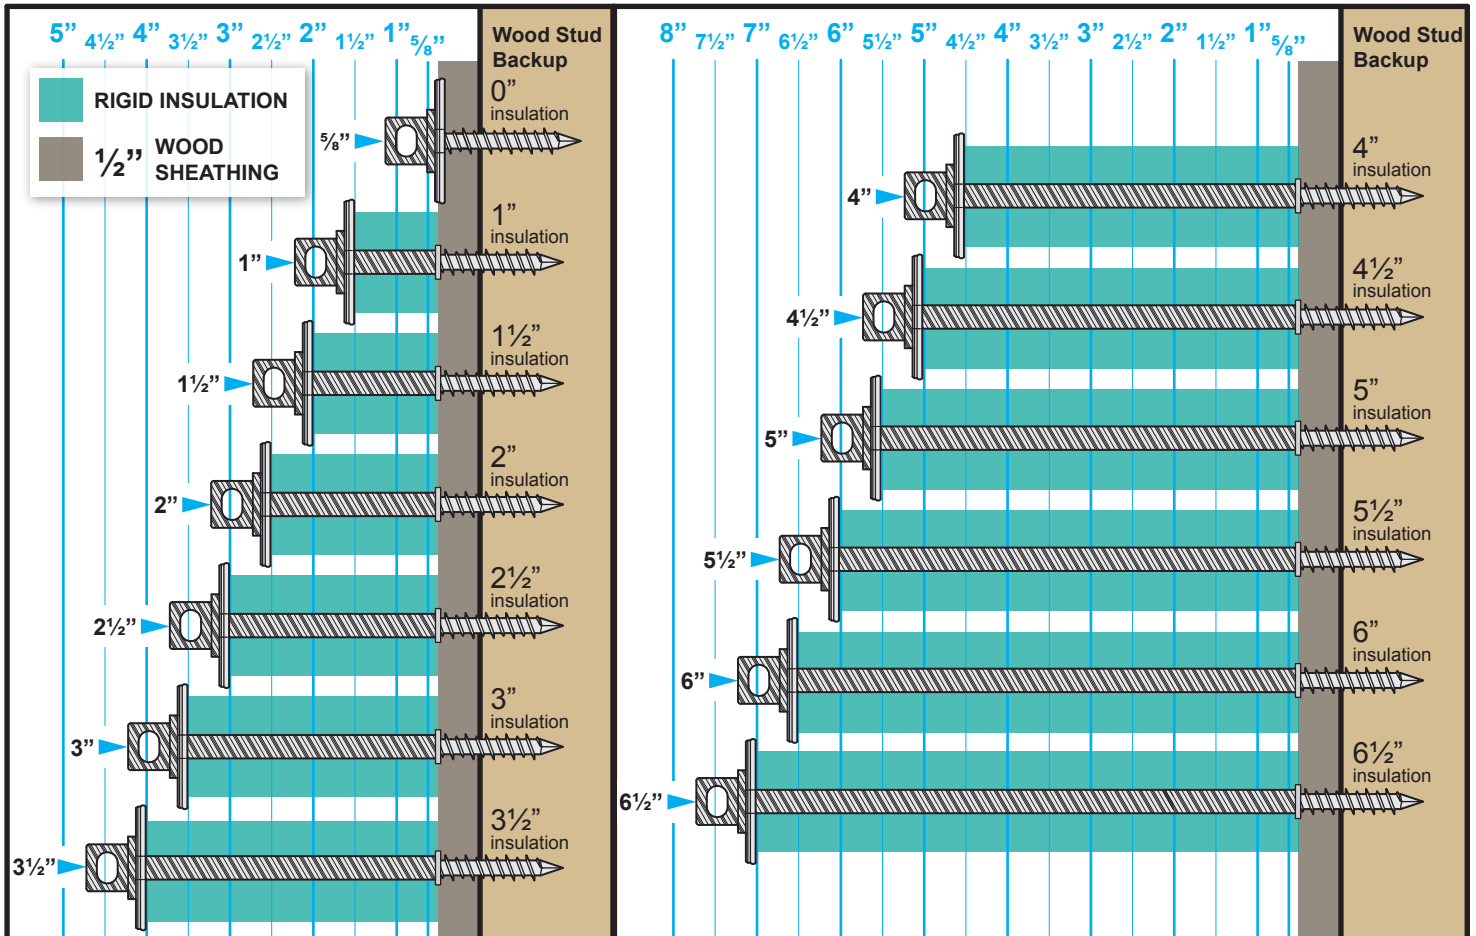 5” 4½” 4” 3½” 3” 2½” 2” 1½” 1” ⅝”
Wood Stud
Backup
RIGID INSULATION
½” WOOD
SHEATHING
0”
insulation
⅝”
1”
insulation
1”
1½”
insulation
1½”
2”
insulation
2”
2½”
insulation
2½”
3”
insulation
3”
3½”
insulation
3½”
8” 7½” 7” 6½” 6” 5½” 5” 4½” 4” 3½” 3” 2½” 2” 1½” 1” ⅝”
Wood Stud
Backup
4”
insulation
4”
4½”
insulation
4½”
5”
insulation
5”
5½”
insulation
5½”
6”
insulation
6”
6½”
insulation
6½”